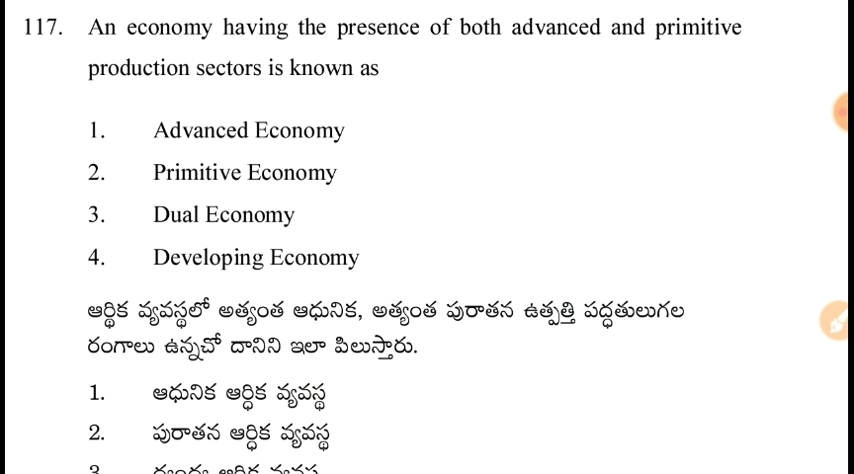 117. An economy having the presence of both advanced and primitive
production sectors is known as
1. Advanced Economy
2. Primitive Economy
3. Dual Economy
4. Developing Economy
ఆర్థిక వ్యవస్థలో అత్యంత ఆధునిక, అత్యంత పురాతన ఉత్పత్తి పద్ధతులుగల
రంగాలు ఉన్నచో దానిని ఇలా పిలుస్తారు.
1. ఆధునిక ఆర్థిక వ్యవస్థ
2. పురాతన ఆర్థిక వ్యవస్థ
3